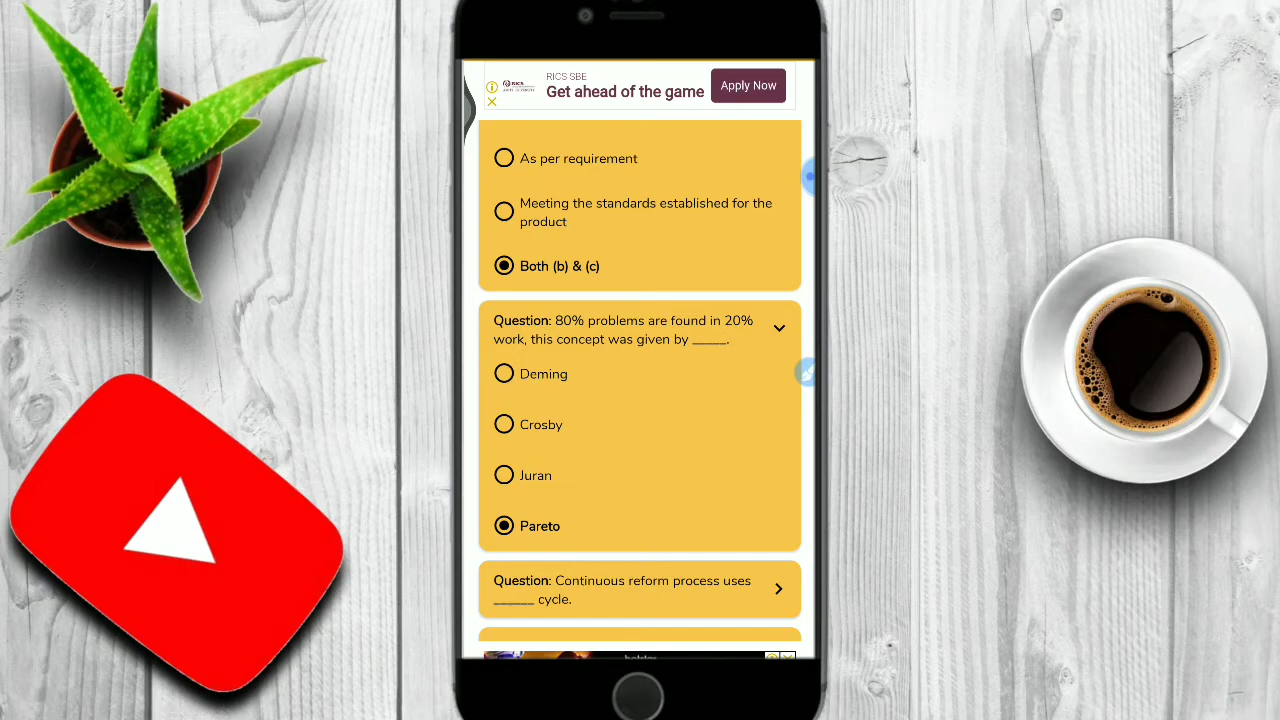 RICS SBE
RICS
Get ahead of the game
Apply Now
As per requirement
Meeting the standards established for the
product
Both (b) & (c)
Question: 80% problems are found in 20%
work, this concept was given by _____.
Deming
Crosby
Juran
Pareto
Question: Continuous reform process uses
______ cycle.